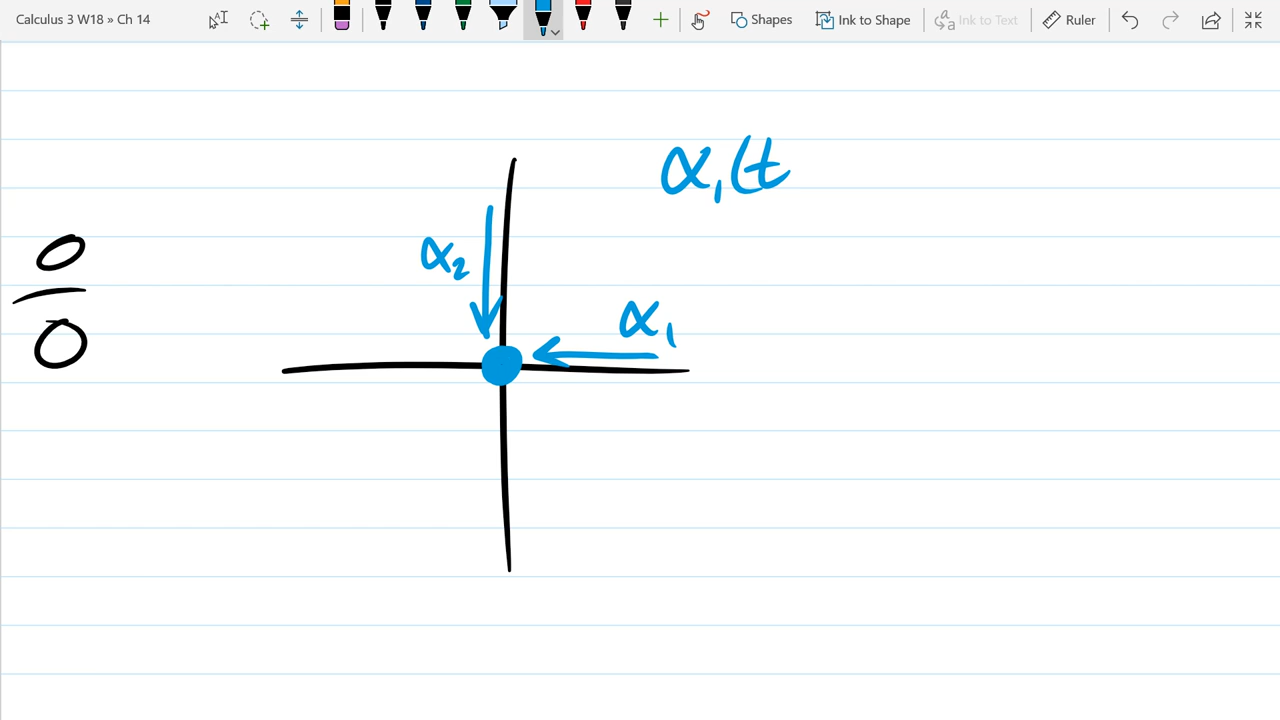 Calculus 3 W18 » Ch 14
Shapes
Ink to Shape
Ink to Text
Ruler
α₁(t
α₂
α₁
0
0